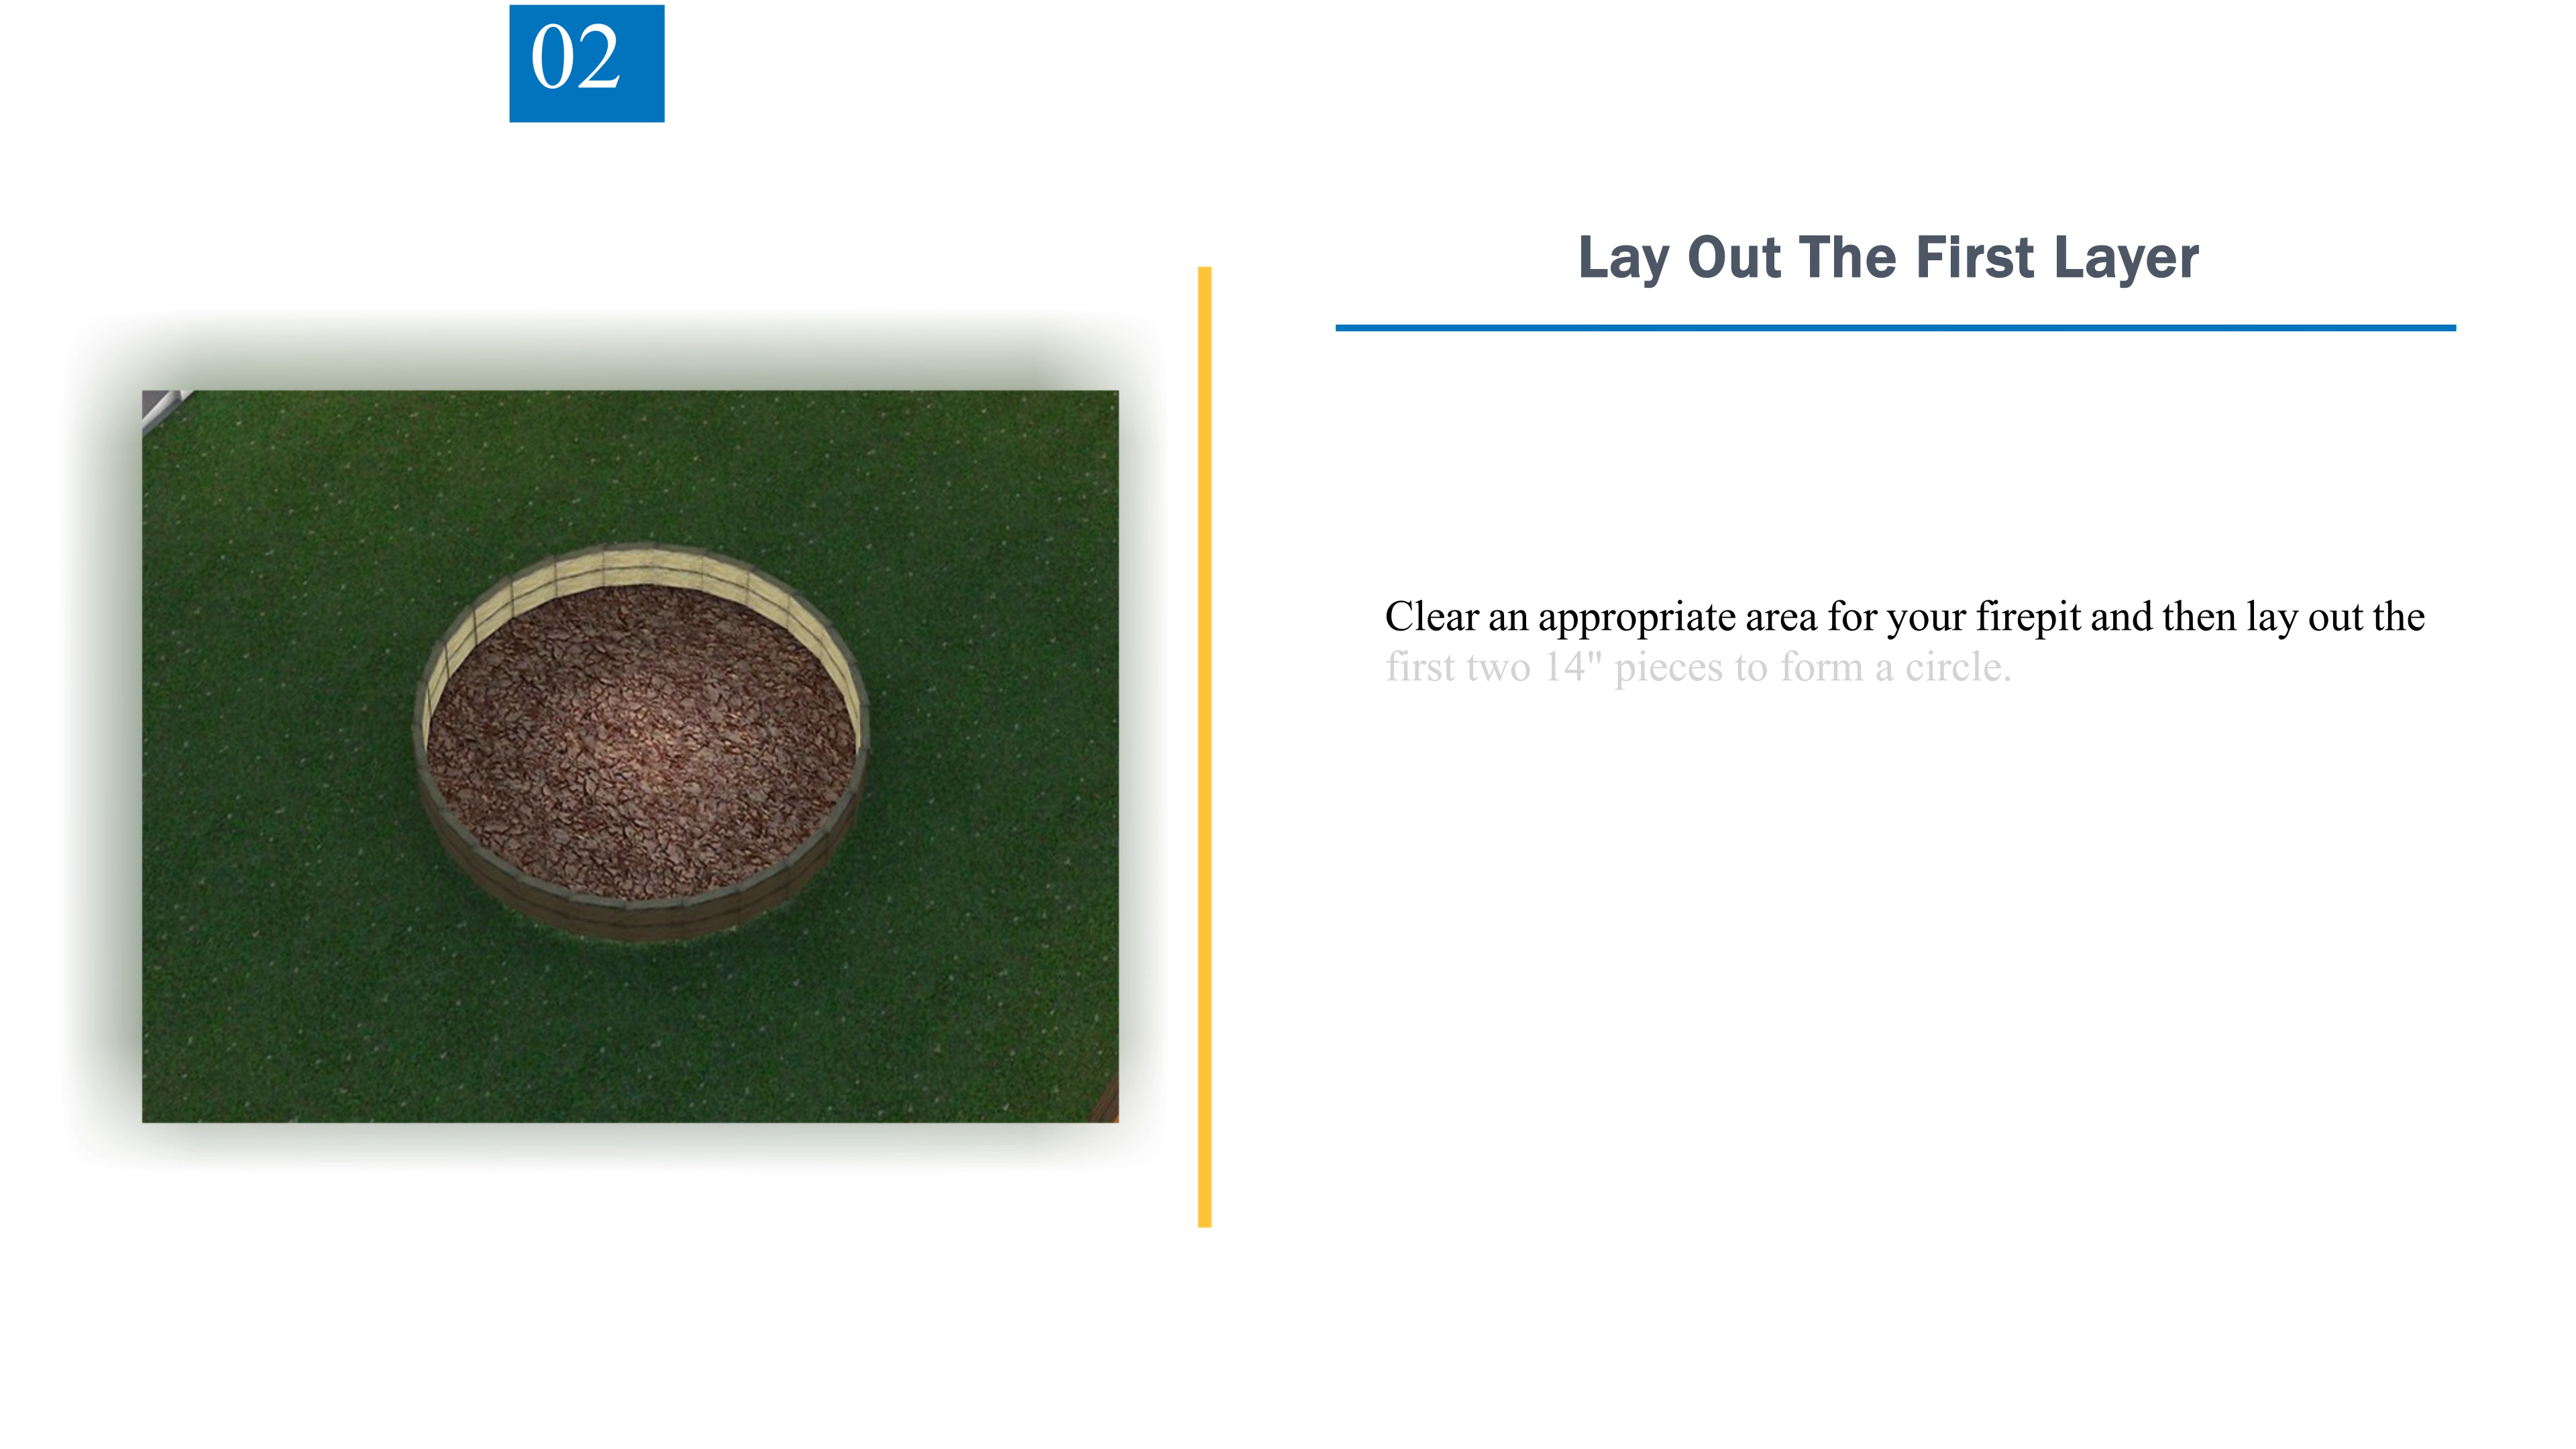 02
Lay Out The First Layer
Clear an appropriate area for your firepit and then lay out the
first two 14" pieces to form a circle.